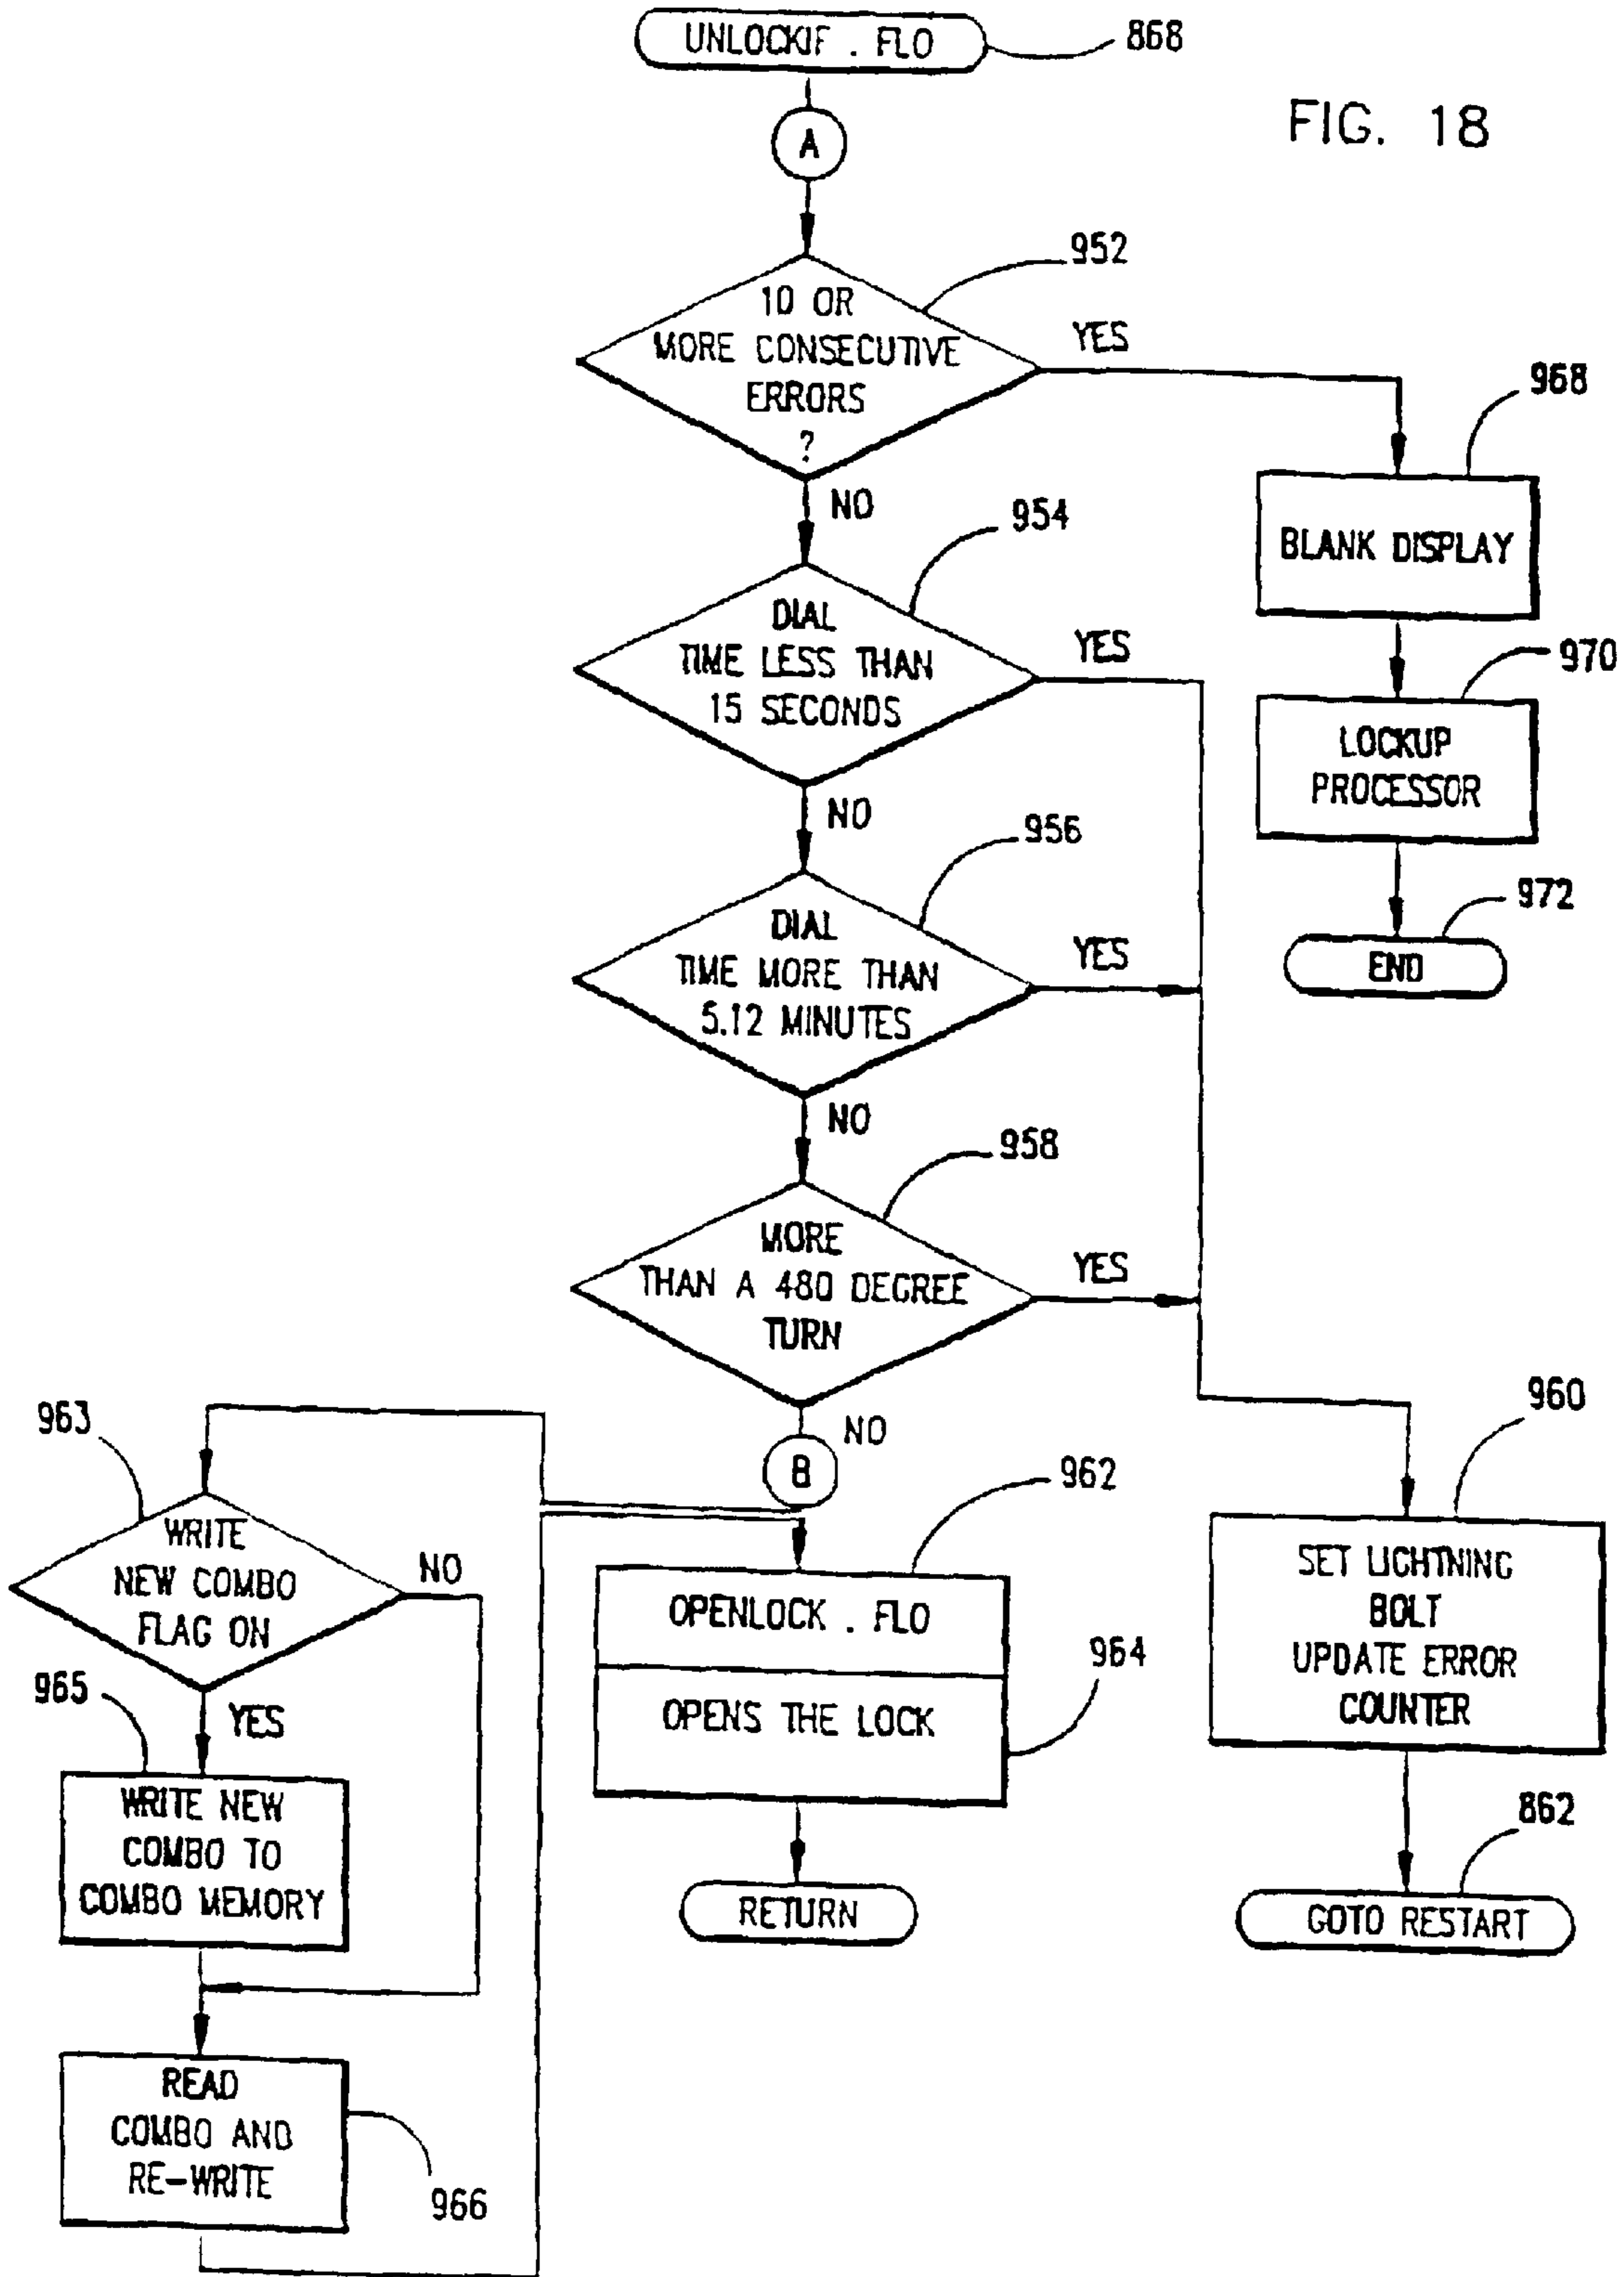 UNLOCKIF . FLO
868
A
FIG. 18
952
10 OR
MORE CONSECUTIVE
ERRORS
?
YES
968
NO
954
BLANK DISPLAY
DIAL
TIME LESS THAN
15 SECONDS
YES
970
LOCKUP
PROCESSOR
NO
956
972
END
DIAL
TIME MORE THAN
5.12 MINUTES
YES
NO
958
MORE
THAN A 480 DEGREE
TURN
YES
NO
B
963
960
962
WRITE
NEW COMBO
FLAG ON
NO
YES
OPENLOCK . FLO
964
OPENS THE LOCK
SET LIGHTNING
BOLT
UPDATE ERROR
COUNTER
965
WRITE NEW
COMBO TO
COMBO MEMORY
862
RETURN
GOTO RESTART
READ
COMBO AND
RE-WRITE
966